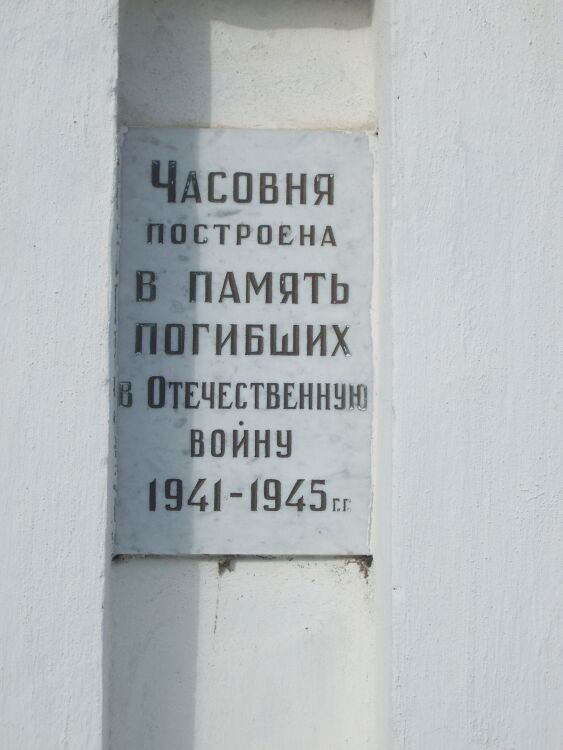 Часовня
построена
в память
погибших
в Отечественную
войну
1941-1945 г.г.